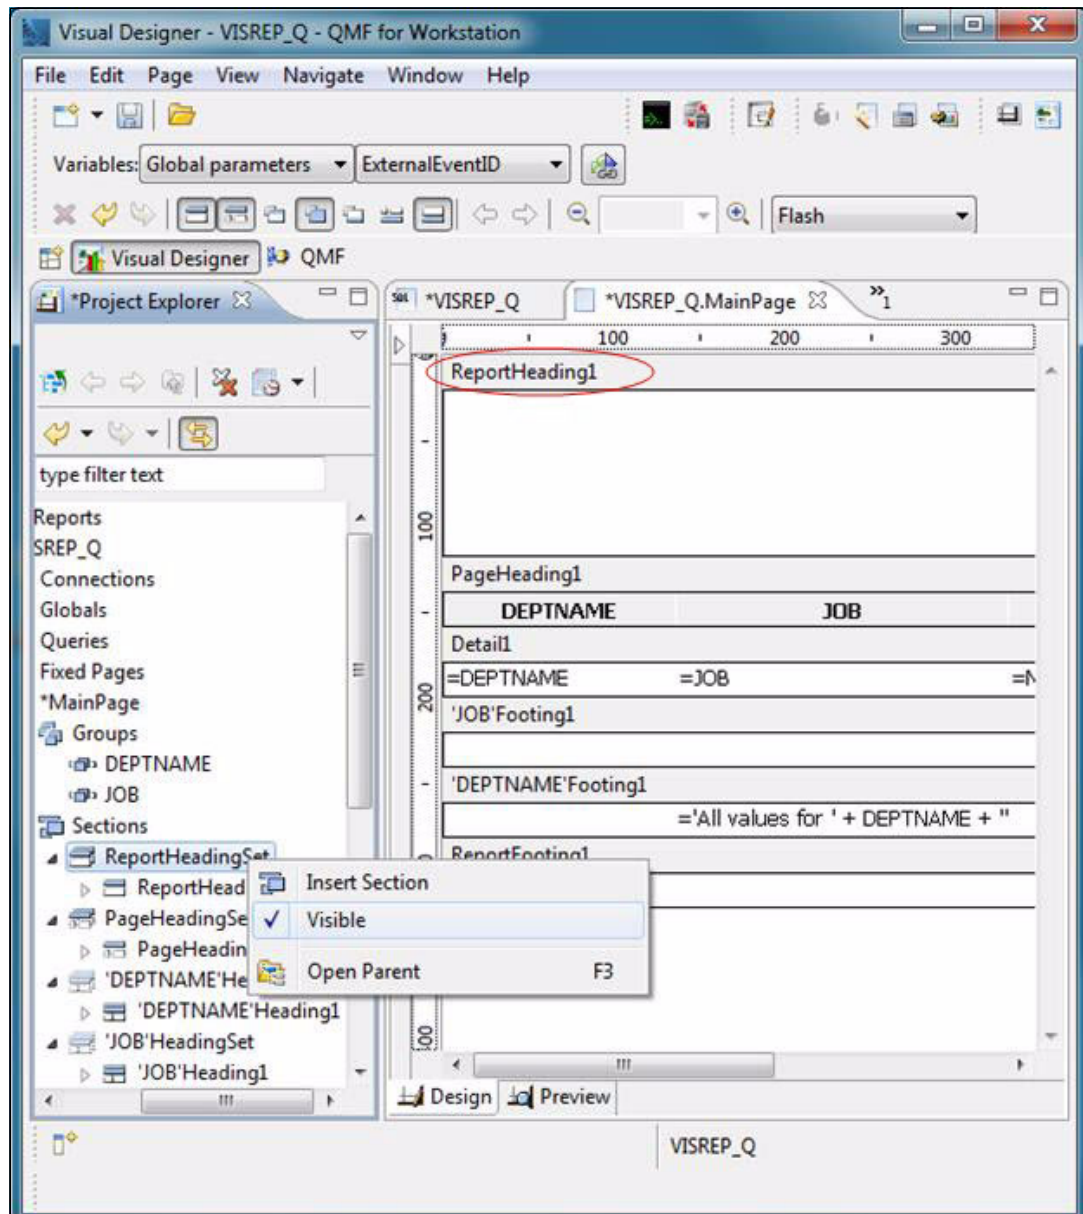 Visual Designer - VISREP_Q - QMF for Workstation
File Edit Page View Navigate Window Help
Variables: Global parameters ExternalEventID
Flash
Visual Designer QMF
*Project Explorer
type filter text
Reports
SREP_Q
Connections
Globals
Queries
Fixed Pages
*MainPage
Groups
DEPTNAME
JOB
Sections
ReportHeadingSet
ReportHead
PageHeadingSe
PageHeadin
'DEPTNAME'He
'DEPTNAME'Heading1
'JOB'HeadingSet
'JOB'Heading1
Insert Section
Visible
Open Parent F3
SQL *VISREP_Q *VISREP_Q.MainPage »1
100 200 300
ReportHeading1
100
PageHeading1
DEPTNAME JOB
Detail1
=DEPTNAME =JOB =N
200
'JOB'Footing1
'DEPTNAME'Footing1
='All values for ' + DEPTNAME + ''
ReportFooting1
Design Preview
VISREP_Q